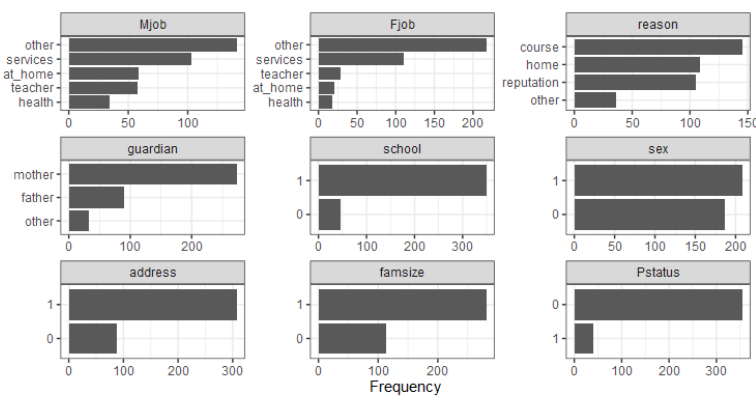 Mjob
other
services
at_home
teacher
health
0 50 100
Fjob
other
services
teacher
at_home
health
0 50 100 150 200
reason
course
home
reputation
other
0 50 100 150
guardian
mother
father
other
0 100 200
school
1
0
0 100 200 300
sex
1
0
0 50 100 150 200
address
1
0
0 100 200 300
famsize
1
0
0 100 200
Pstatus
0
1
0 100 200 300
Frequency